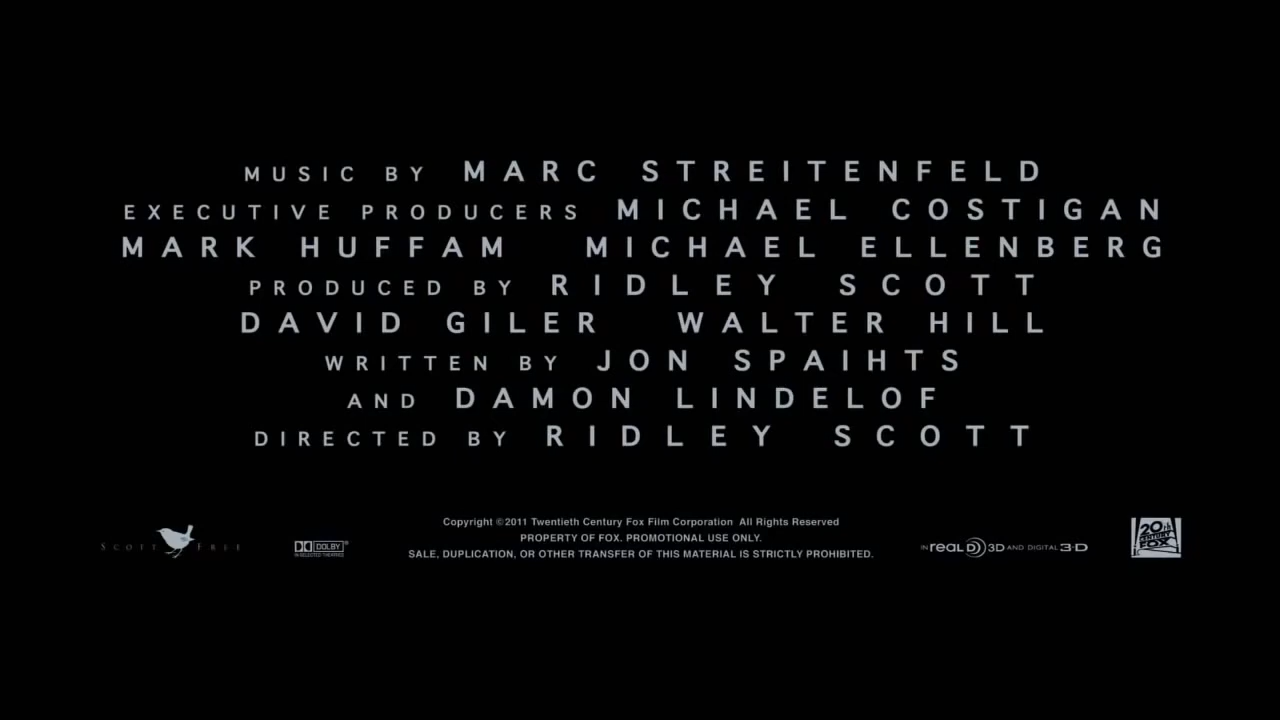 MUSIC BY MARC STREITENFELD
EXECUTIVE PRODUCERS MICHAEL COSTIGAN
MARK HUFFAM MICHAEL ELLENBERG
PRODUCED BY RIDLEY SCOTT
DAVID GILER WALTER HILL
WRITTEN BY JON SPAIHTS
AND DAMON LINDELOF
DIRECTED BY RIDLEY SCOTT
Copyright ©2011 Twentieth Century Fox Film Corporation All Rights Reserved
PROPERTY OF FOX. PROMOTIONAL USE ONLY.
SALE, DUPLICATION, OR OTHER TRANSFER OF THIS MATERIAL IS STRICTLY PROHIBITED.
SCOTT FREE
DOLBY®
IN SELECTED THEATRES
IN REALD 3D AND DIGITAL 3-D
20th
CENTURY
FOX